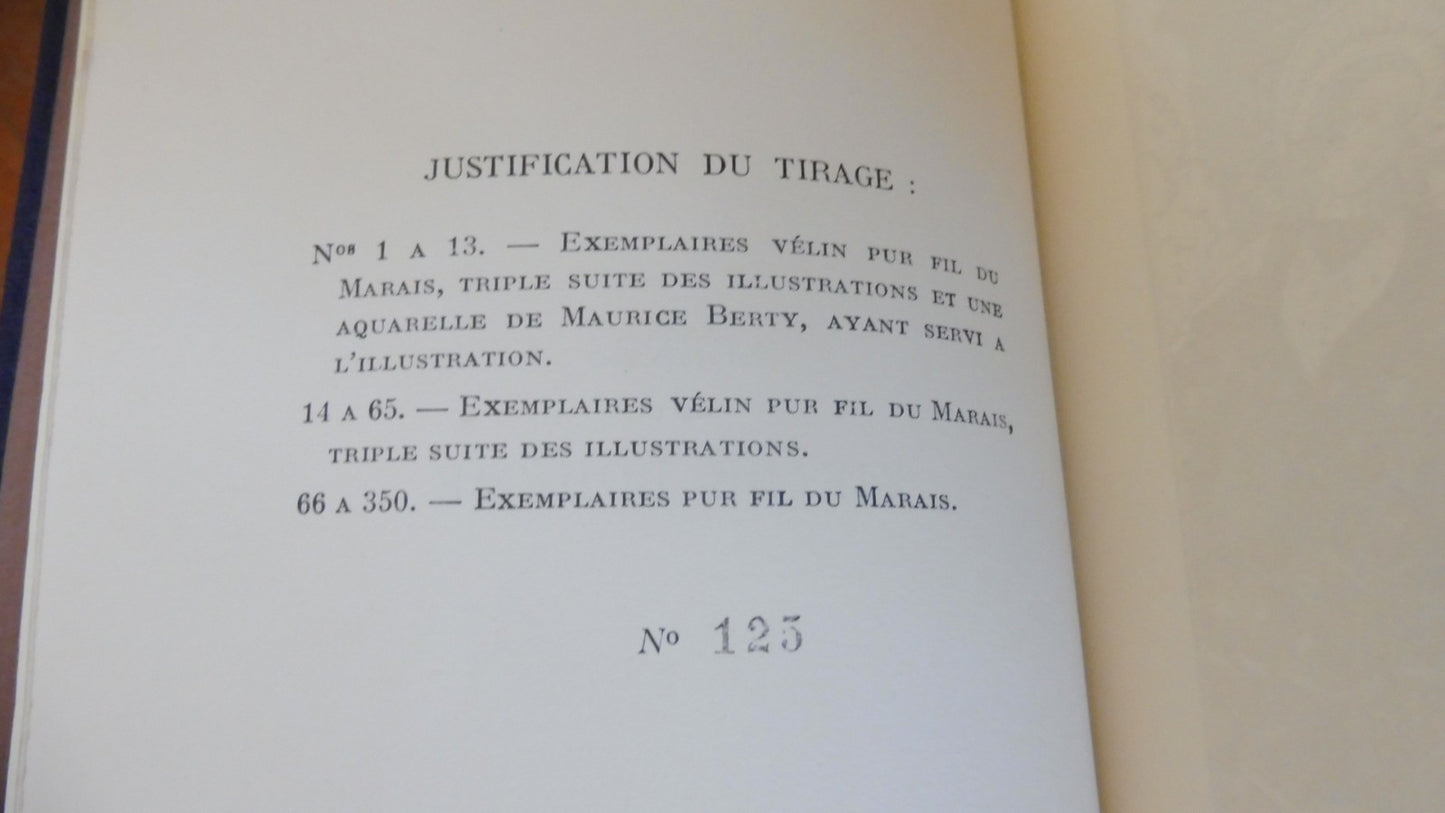 JUSTIFICATION DU TIRAGE :
Nos 1 A 13. — EXEMPLAIRES VÉLIN PUR FIL DU
MARAIS, TRIPLE SUITE DES ILLUSTRATIONS ET UNE
AQUARELLE DE MAURICE BERTY, AYANT SERVI A
L'ILLUSTRATION.
14 A 65. — EXEMPLAIRES VÉLIN PUR FIL DU MARAIS,
TRIPLE SUITE DES ILLUSTRATIONS.
66 A 350. — EXEMPLAIRES PUR FIL DU MARAIS.
No 125